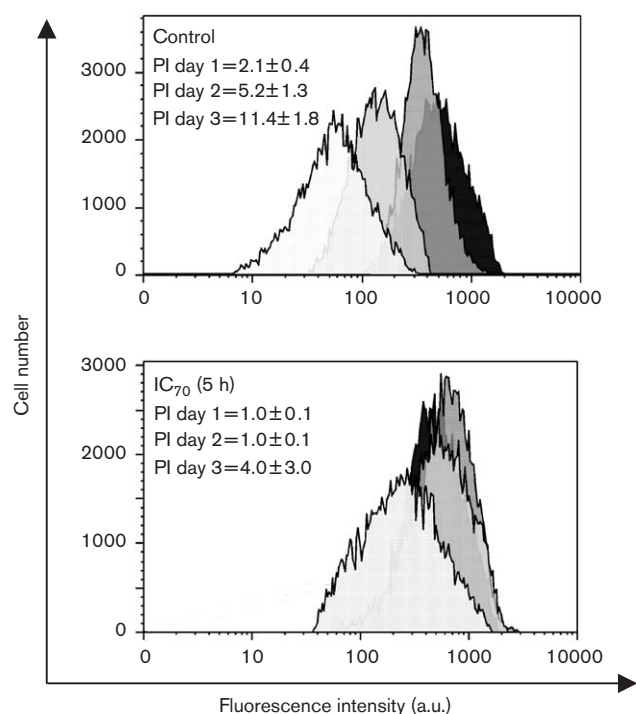 Control
PI day 1=2.1±0.4
PI day 2=5.2±1.3
PI day 3=11.4±1.8
3000
2000
1000
0
0 10 100 1000 10000
IC70 (5 h)
PI day 1=1.0±0.1
PI day 2=1.0±0.1
PI day 3=4.0±3.0
3000
2000
1000
0
0 10 100 1000 10000
Cell number
Fluorescence intensity (a.u.)